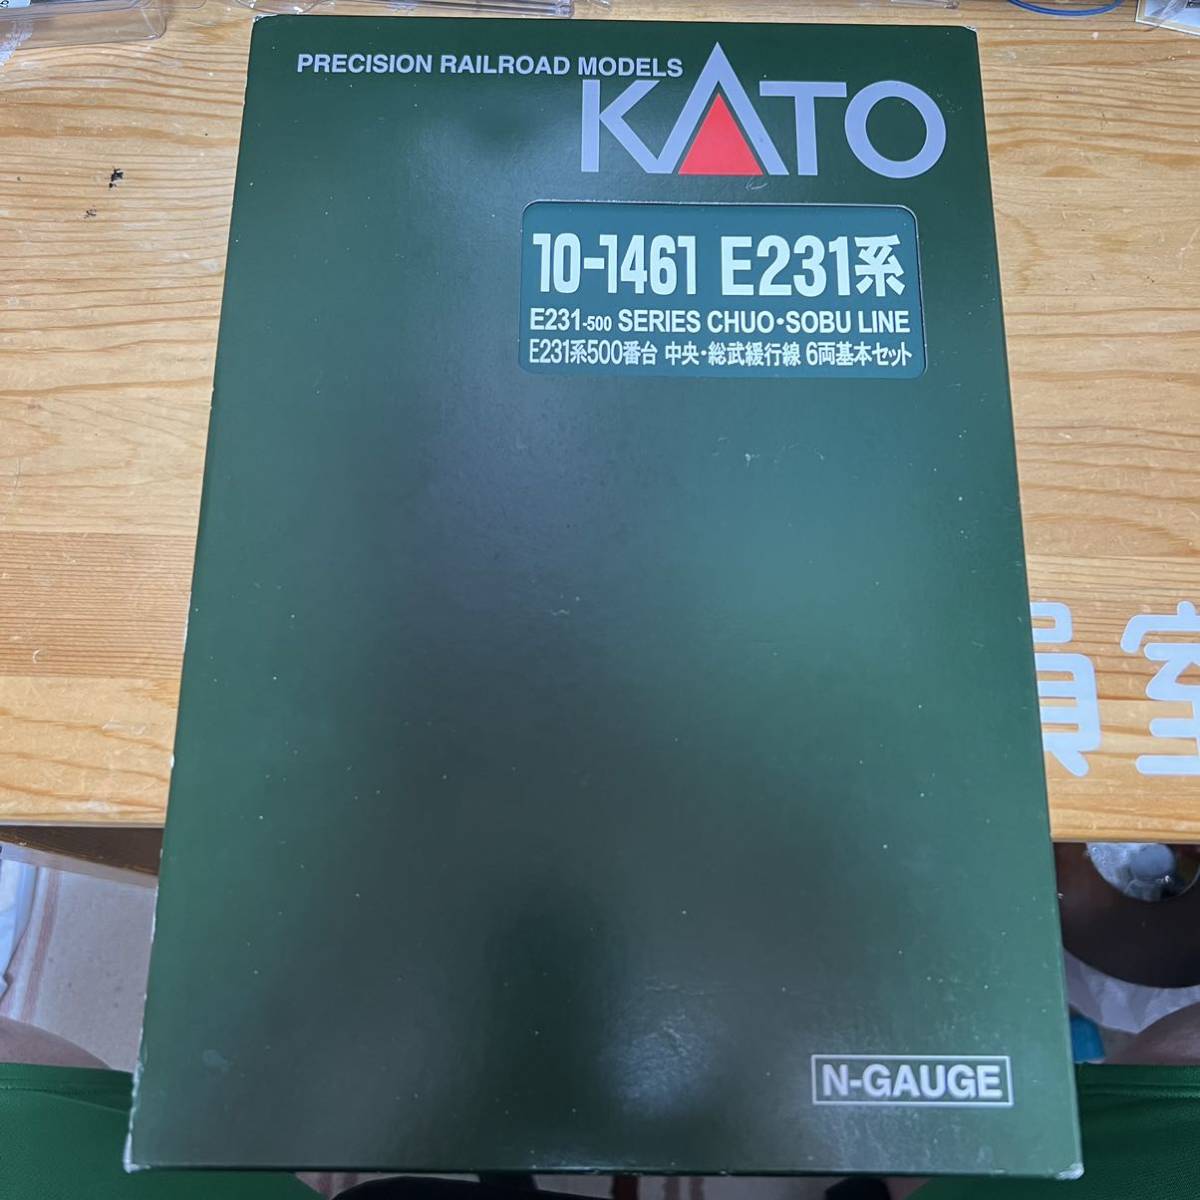 PRECISION RAILROAD MODELS
KATO
10-1461 E231系
E231-500 SERIES CHUO・SOBU LINE
E231系500番台 中央・総武緩行線 6両基本セット
員室
N-GAUGE